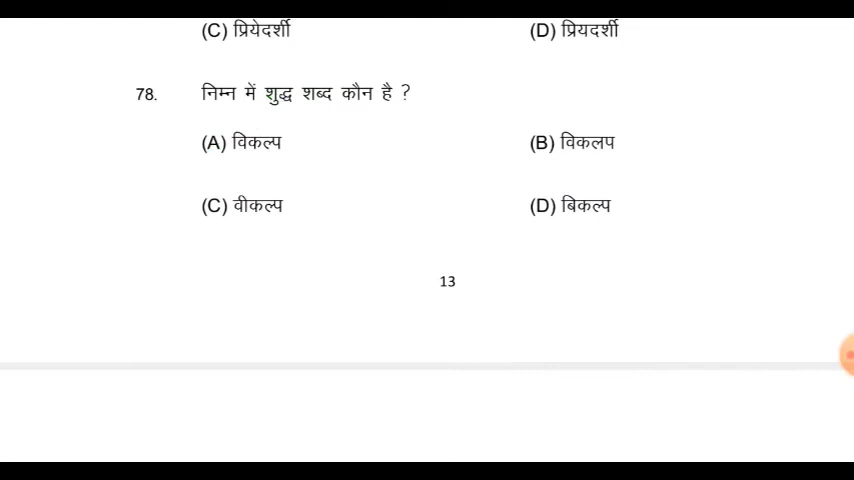 (C) प्रियेदर्शी (D) प्रियदर्शी
78. निम्न में शुद्ध शब्द कौन है ?
(A) विकल्प (B) विकलप
(C) वीकल्प (D) बिकल्प
13